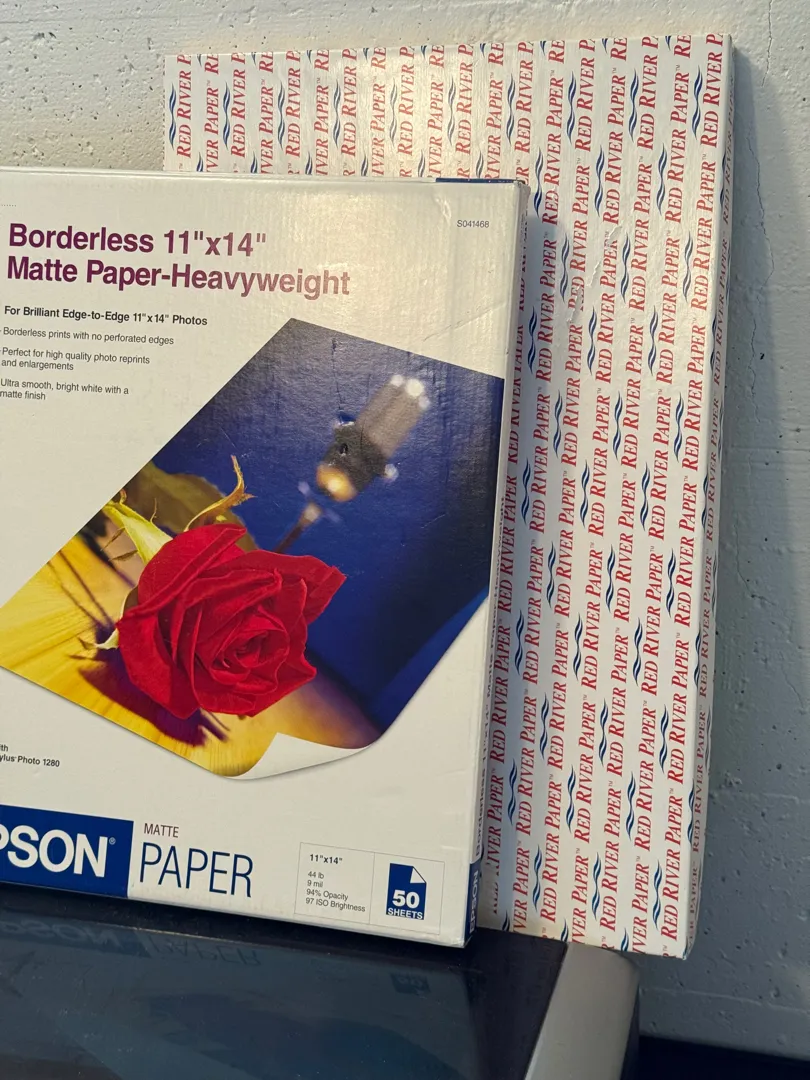 S041468
Borderless 11"x14"
Matte Paper-Heavyweight
For Brilliant Edge-to-Edge 11"x14" Photos
Borderless prints with no perforated edges
Perfect for high quality photo reprints
and enlargements
Ultra smooth, bright white with a
matte finish
Photo 1280
PSON®
MATTE
PAPER
11"x14"
44 lb
9 mil
94% Opacity
97 ISO Brightness
50
SHEETS
EPSON
RED RIVER PAPER™